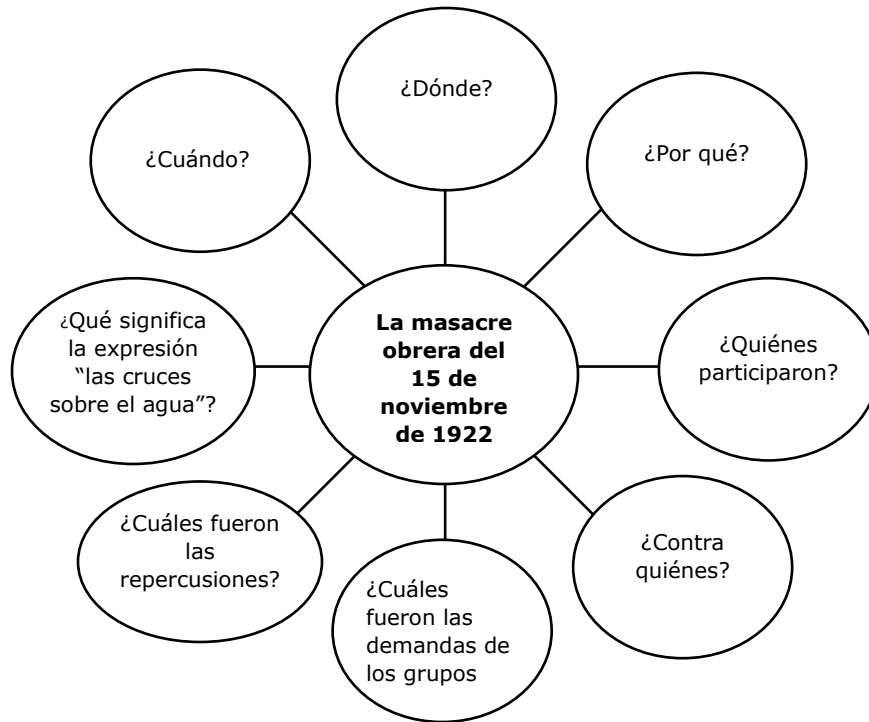 ¿Dónde?
¿Cuándo?
¿Por qué?
¿Qué significa
la expresión
“las cruces
sobre el agua”?
La masacre
obrera del
15 de
noviembre
de 1922
¿Quiénes
participaron?
¿Cuáles fueron
las
repercusiones?
¿Cuáles
fueron las
demandas de
los grupos
¿Contra
quiénes?